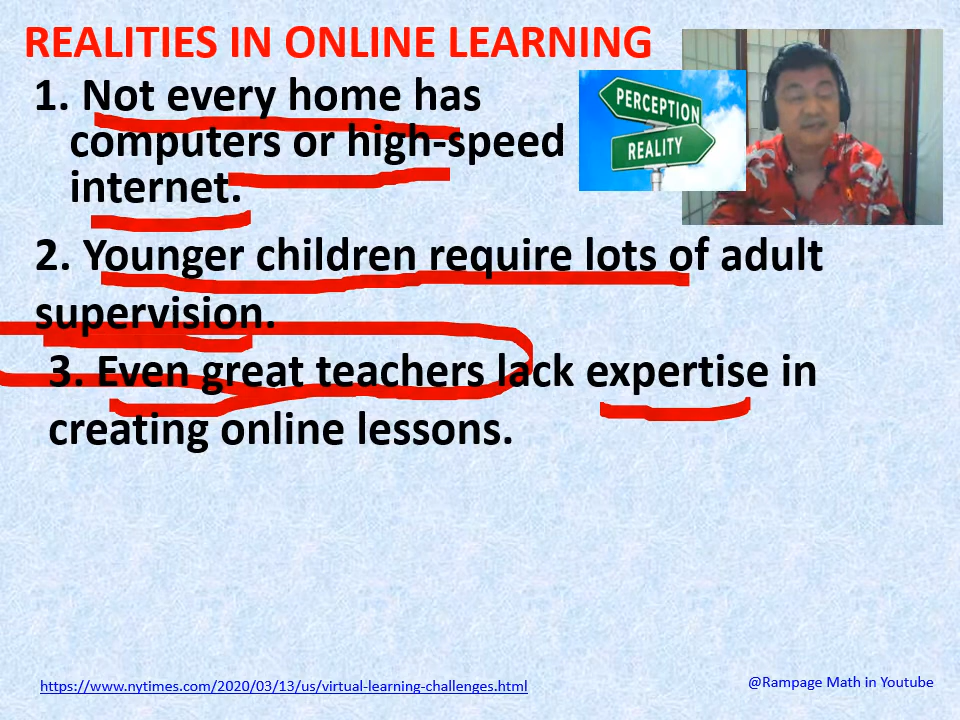 REALITIES IN ONLINE LEARNING
1. Not every home has
computers or high-speed
internet.
PERCEPTION
REALITY
2. Younger children require lots of adult
supervision.
3. Even great teachers lack expertise in
creating online lessons.
https://www.nytimes.com/2020/03/13/us/virtual-learning-challenges.html
@Rampage Math in Youtube